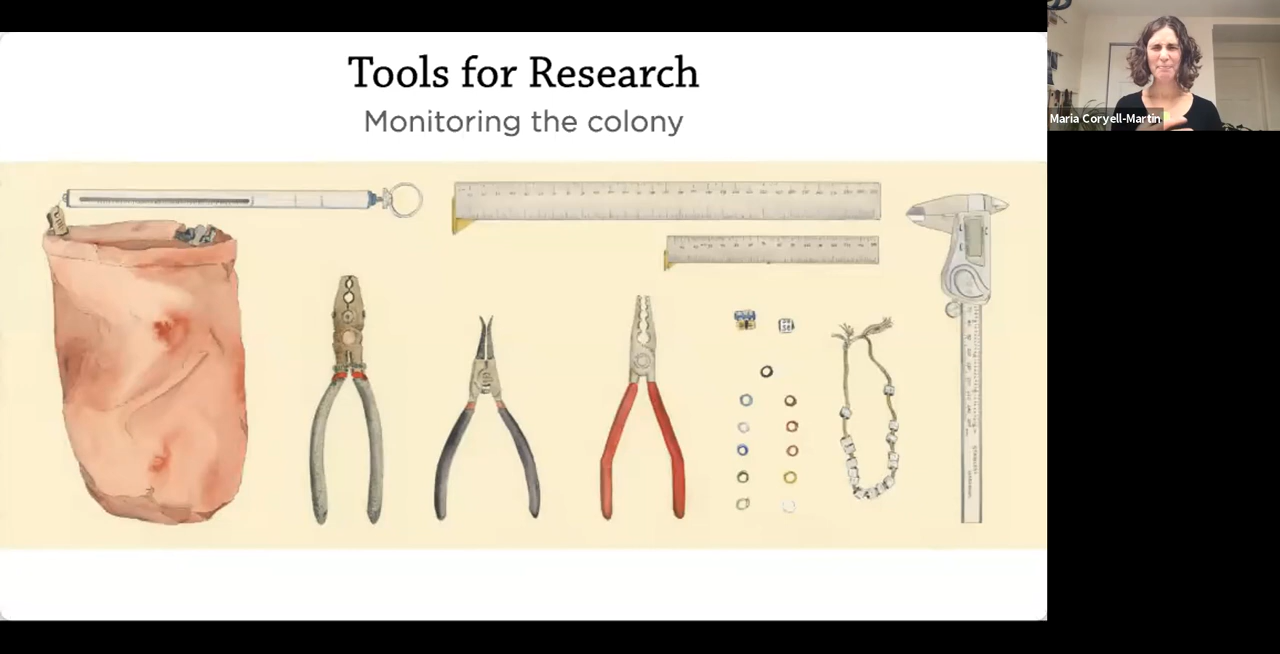 Tools for Research
Monitoring the colony
Maria Coryell-Martin